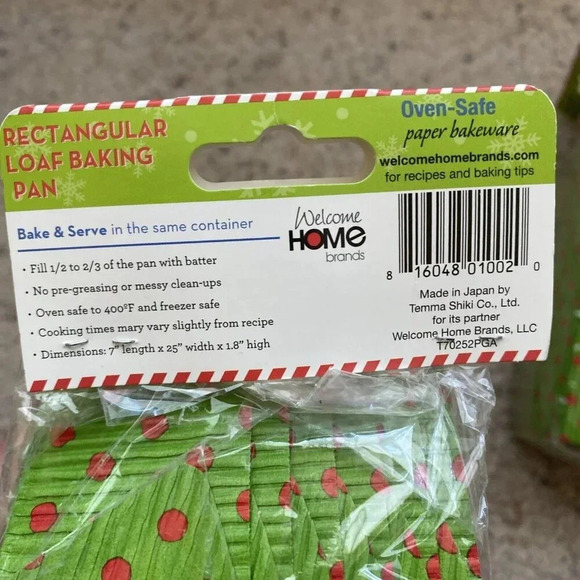 RECTANGULAR
LOAF BAKING
PAN
Oven-Safe
paper bakeware
welcomehomebrands.com
for recipes and baking tips
Bake & Serve in the same container
• Fill 1/2 to 2/3 of the pan with batter
• No pre-greasing or messy clean-ups
• Oven safe to 400ºF and freezer safe
• Cooking times mary vary slightly from recipe
• Dimensions: 7" length x 25" width x 1.8" high
Welcome
HOME
brands
8 16048 01002 0
Made in Japan by
Temma Shiki Co., Ltd.
for its partner
Welcome Home Brands, LLC
T70252PGA